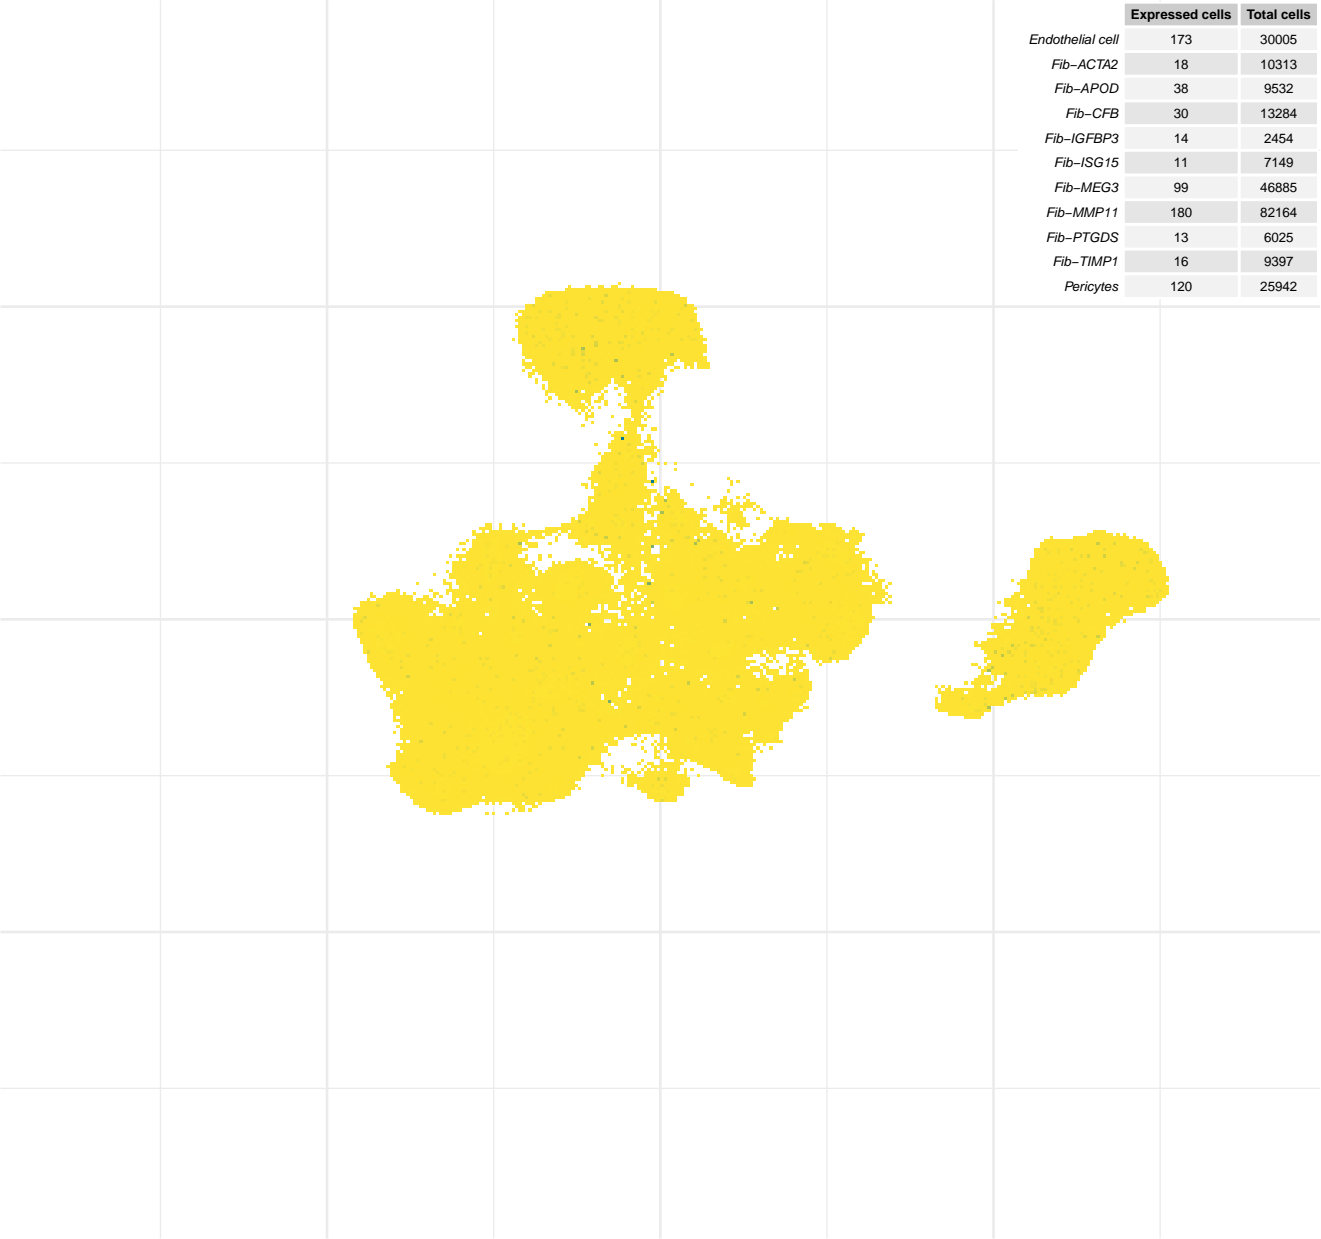 Expressed cells Total cells
Endothelial cell 173 30005
Fib−ACTA2 18 10313
Fib−APOD 38 9532
Fib−CFB 30 13284
Fib−IGFBP3 14 2454
Fib−ISG15 11 7149
Fib−MEG3 99 46885
Fib−MMP11 180 82164
Fib−PTGDS 13 6025
Fib−TIMP1 16 9397
Pericytes 120 25942